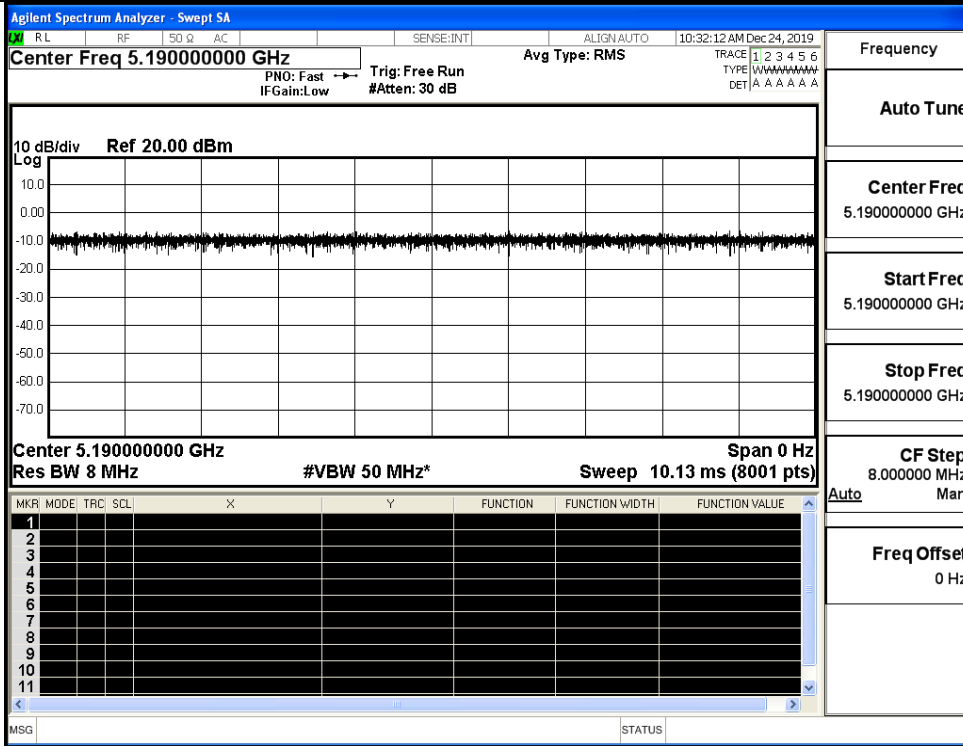 Agilent Spectrum Analyzer - Swept SA
LXI RL RF 50 Ω AC SENSE:INT ALIGN AUTO 10:32:12 AM Dec 24, 2019
Center Freq 5.190000000 GHz Avg Type: RMS TRACE 1 2 3 4 5 6
PNO: Fast Trig: Free Run TYPE WWWWWW
IFGain:Low #Atten: 30 dB DET A A A A A A
10 dB/div Ref 20.00 dBm
Log
10.0
0.00
-10.0
-20.0
-30.0
-40.0
-50.0
-60.0
-70.0
Center 5.190000000 GHz Span 0 Hz
Res BW 8 MHz #VBW 50 MHz* Sweep 10.13 ms (8001 pts)
MKR MODE TRC SCL X Y FUNCTION FUNCTION WIDTH FUNCTION VALUE
1
2
3
4
5
6
7
8
9
10
11
MSG STATUS
Frequency
Auto Tune
Center Freq
5.190000000 GHz
Start Freq
5.190000000 GHz
Stop Freq
5.190000000 GHz
CF Step
8.000000 MHz
Auto Man
Freq Offset
0 Hz